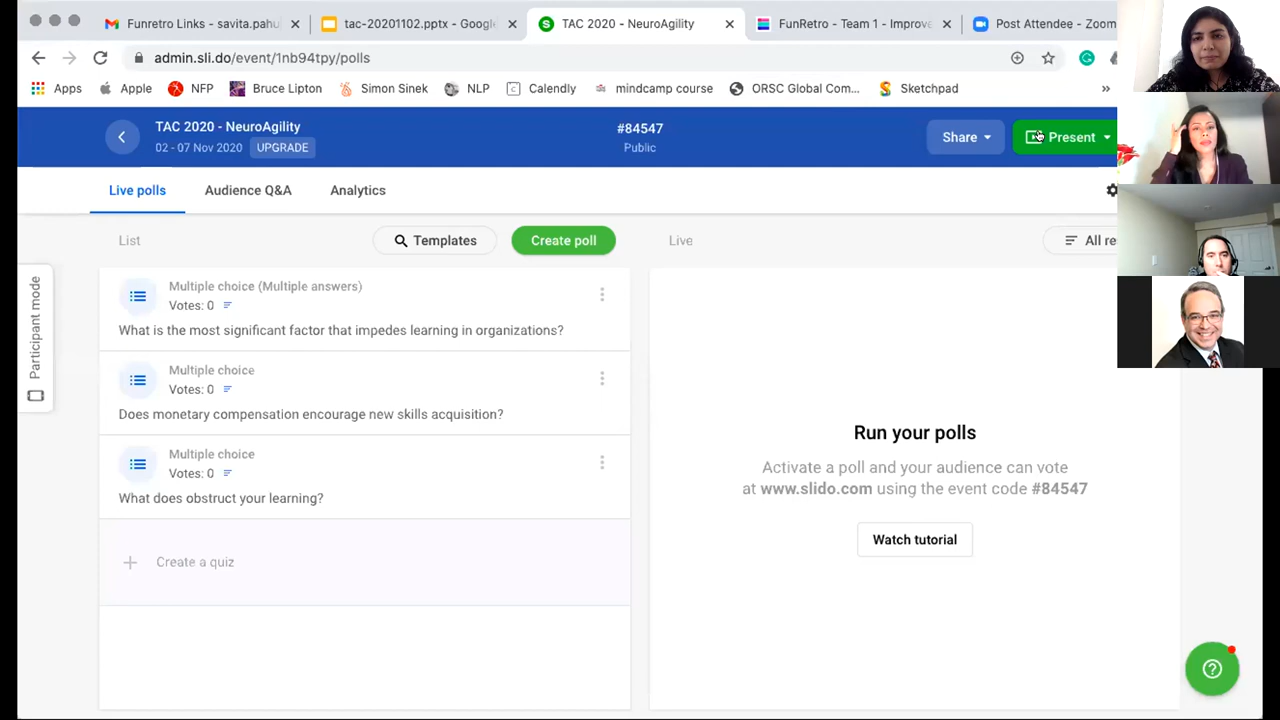 Funretro Links - savita.pahu
tac-20201102.pptx - Google
TAC 2020 - NeuroAgility
FunRetro - Team 1 - Improve
Post Attendee - Zoom
admin.sli.do/event/1nb94tpy/polls
Apps
Apple
NFP
Bruce Lipton
Simon Sinek
NLP
Calendly
mindcamp course
ORSC Global Com...
Sketchpad
»
TAC 2020 - NeuroAgility
02 - 07 Nov 2020 UPGRADE
#84547
Public
Share
Present
Live polls
Audience Q&A
Analytics
List
Templates
Create poll
Live
All res
Participant mode
Multiple choice (Multiple answers)
Votes: 0
What is the most significant factor that impedes learning in organizations?
Multiple choice
Votes: 0
Does monetary compensation encourage new skills acquisition?
Multiple choice
Votes: 0
What does obstruct your learning?
Create a quiz
Run your polls
Activate a poll and your audience can vote
at www.slido.com using the event code #84547
Watch tutorial